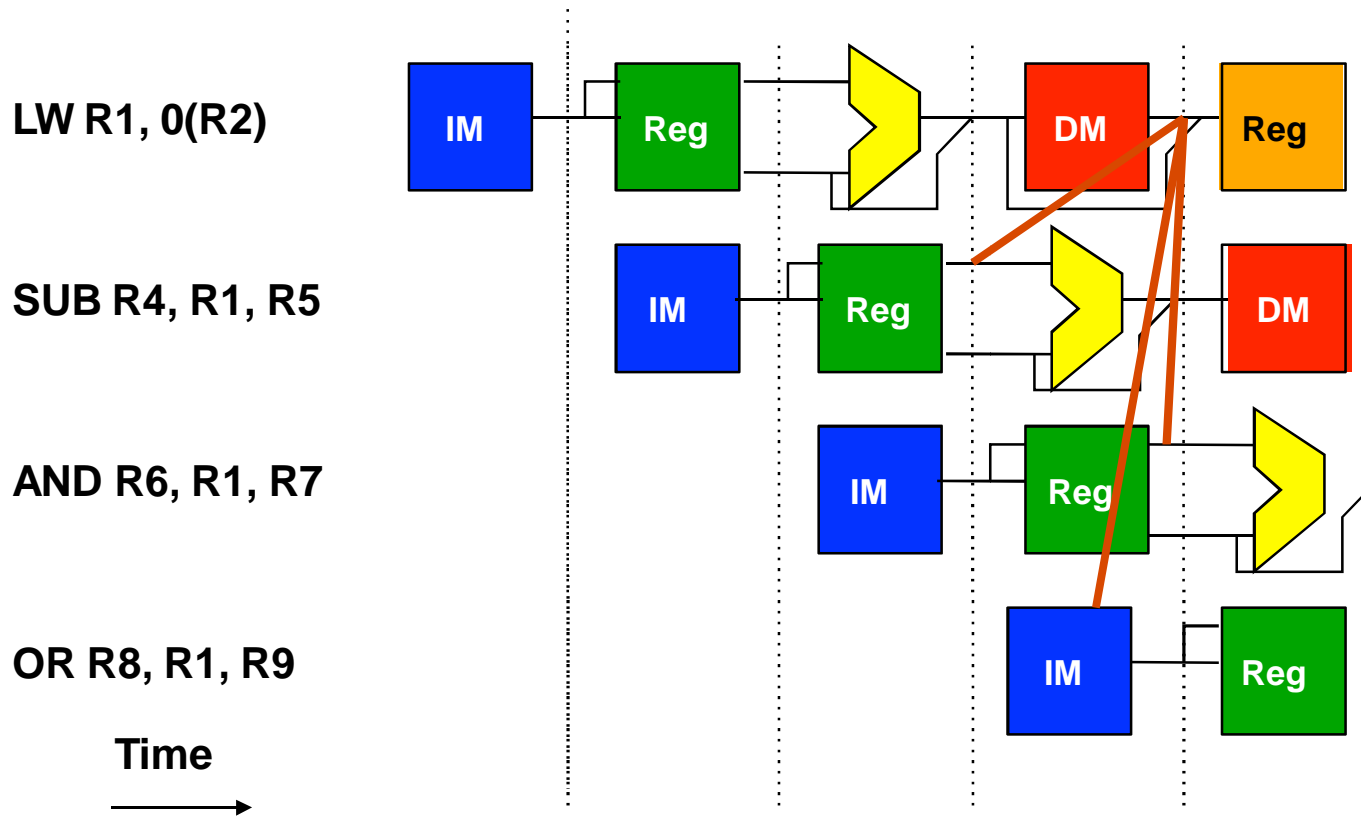 LW R1, 0(R2)
IM
Reg
DM
Reg
SUB R4, R1, R5
IM
Reg
DM
AND R6, R1, R7
IM
Reg
OR R8, R1, R9
IM
Reg
Time